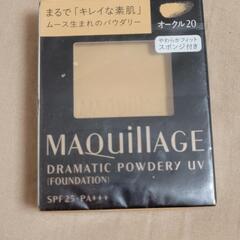 まるで「キレイな素肌」
ムース生まれのパウダリー
オークル20
やわらかフィット
スポンジ付き
MAQuillAGE
DRAMATIC POWDERY UV
(FOUNDATION)
SPF25・PA+++